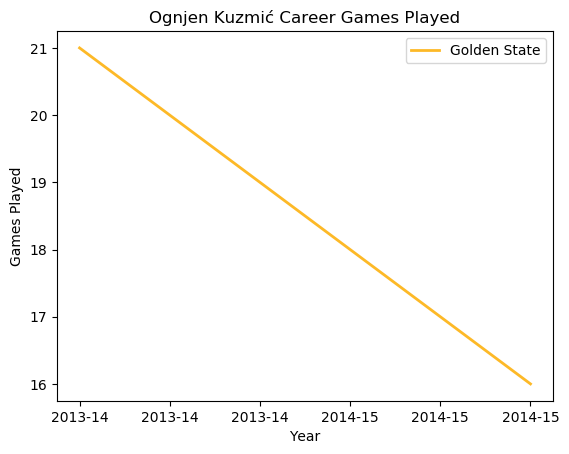 Ognjen Kuzmić Career Games Played
Golden State
21
20
19
18
17
16
Games Played
2013-14 2013-14 2013-14 2014-15 2014-15 2014-15
Year